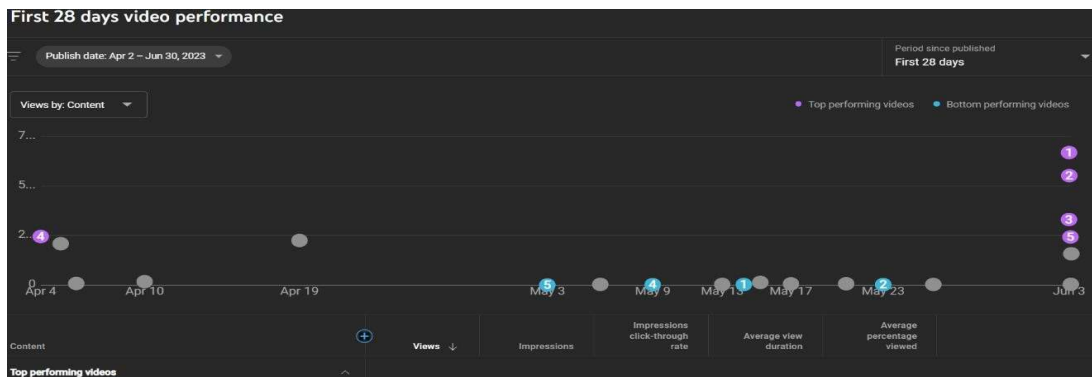 First 28 days video performance
Publish date: Apr 2 – Jun 30, 2023
Period since published
First 28 days
Views by: Content
Top performing videos
Bottom performing videos
7...
1
2
5...
3
2...
4
5
0
5
4
1
2
Apr 4
Apr 10
Apr 19
May 3
May 9
May 13
May 17
May 23
Jun 3
Content
Views
Impressions
Impressions click-through rate
Average view duration
Average percentage viewed
Top performing videos